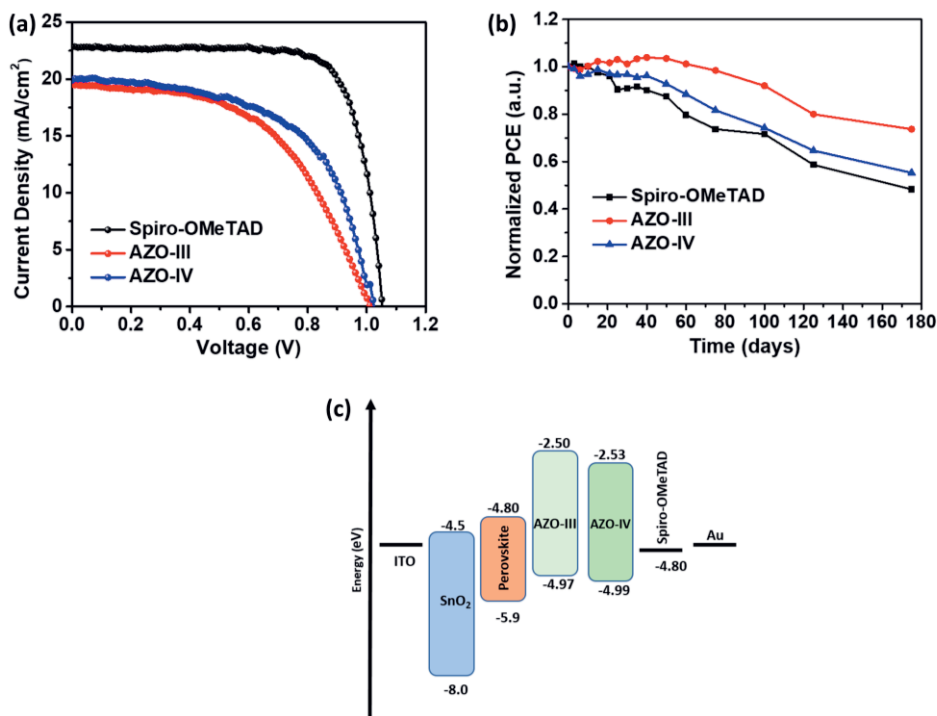 (a)
25
20
15
10
5
0
Current Density (mA/cm²)
Spiro-OMeTAD
AZO-III
AZO-IV
0.0 0.2 0.4 0.6 0.8 1.0 1.2
Voltage (V)
(b)
1.2
1.0
0.8
0.6
0.4
0.2
0.0
Normalized PCE (a.u.)
Spiro-OMeTAD
AZO-III
AZO-IV
0 20 40 60 80 100 120 140 160 180
Time (days)
(c)
Energy (eV)
ITO
-4.5
SnO₂
-8.0
-4.80
Perovskite
-5.9
-2.50
AZO-III
-4.97
-2.53
AZO-IV
-4.99
Spiro-OMeTAD
-4.80
Au